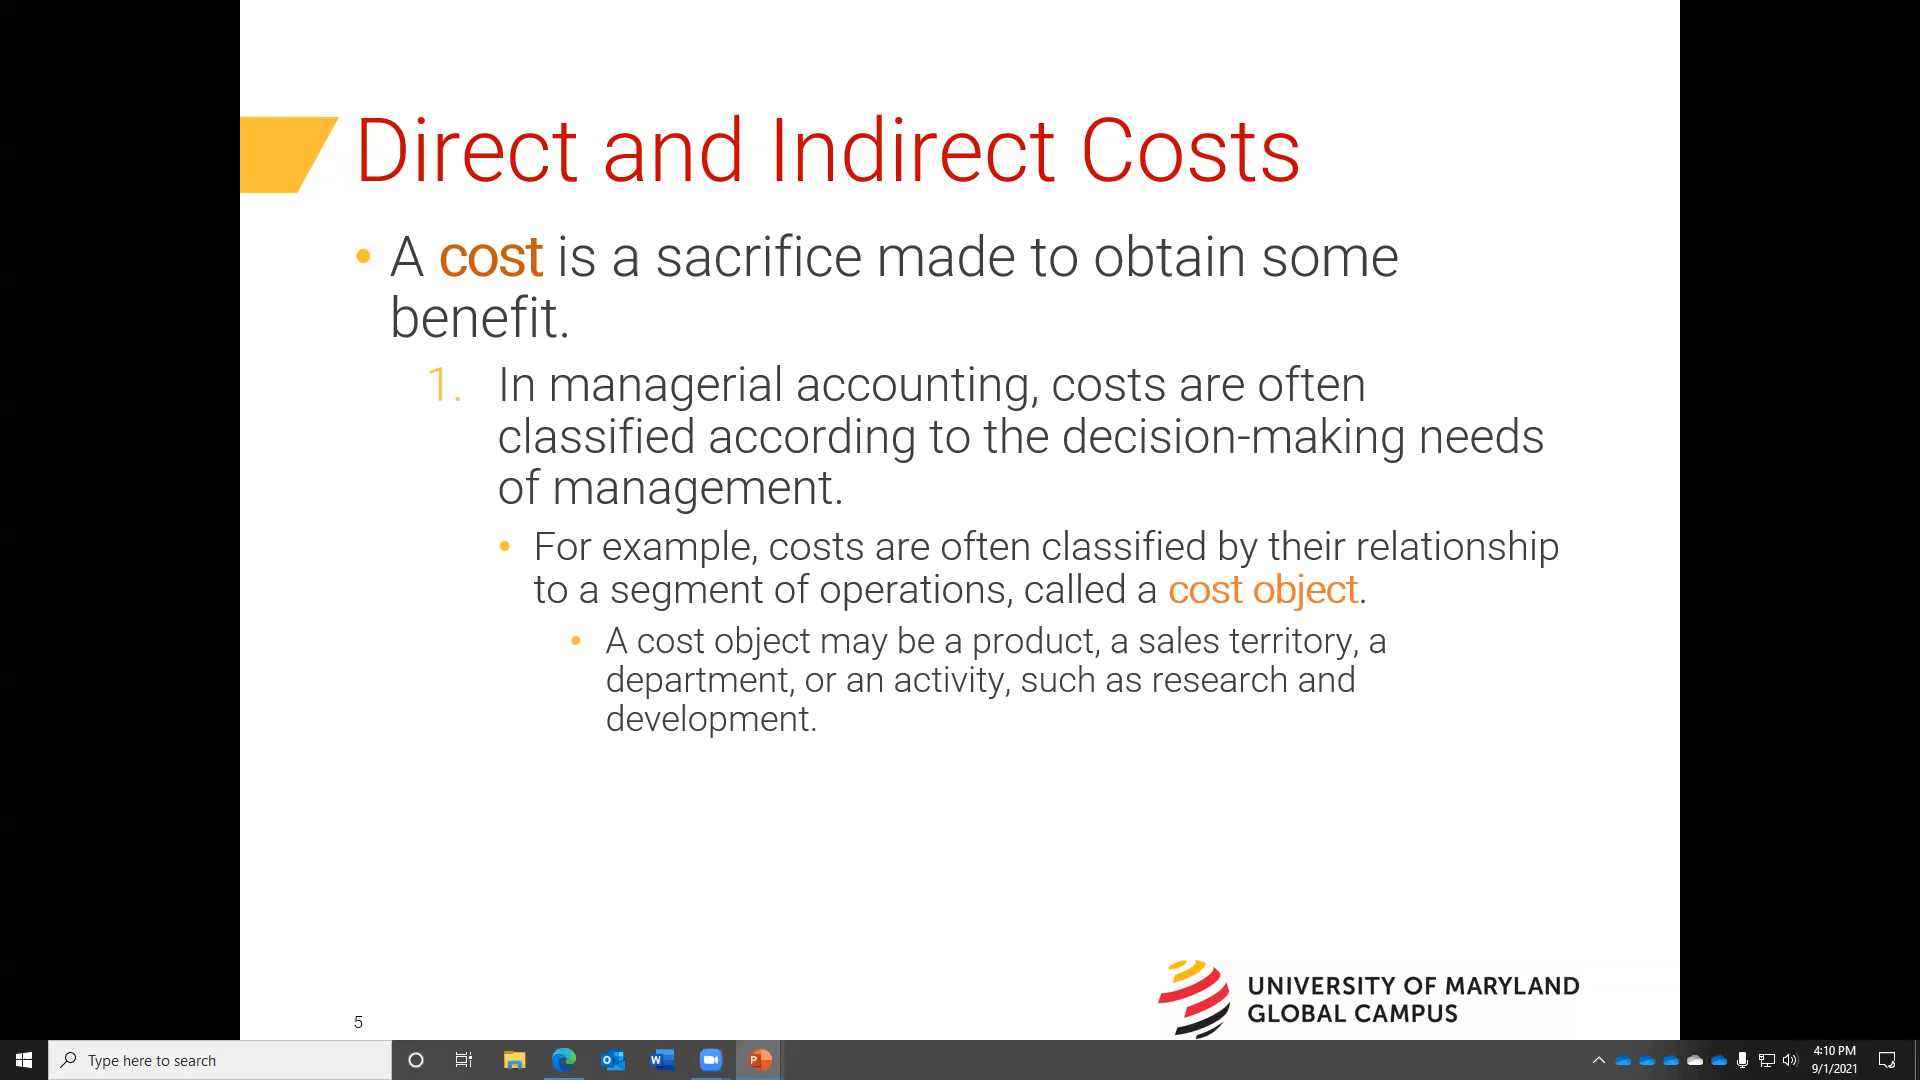 Direct and Indirect Costs
• A cost is a sacrifice made to obtain some
benefit.
1. In managerial accounting, costs are often
classified according to the decision-making needs
of management.
• For example, costs are often classified by their relationship
to a segment of operations, called a cost object.
• A cost object may be a product, a sales territory, a
department, or an activity, such as research and
development.
UNIVERSITY OF MARYLAND
GLOBAL CAMPUS
5
Type here to search
4:10 PM
9/1/2021